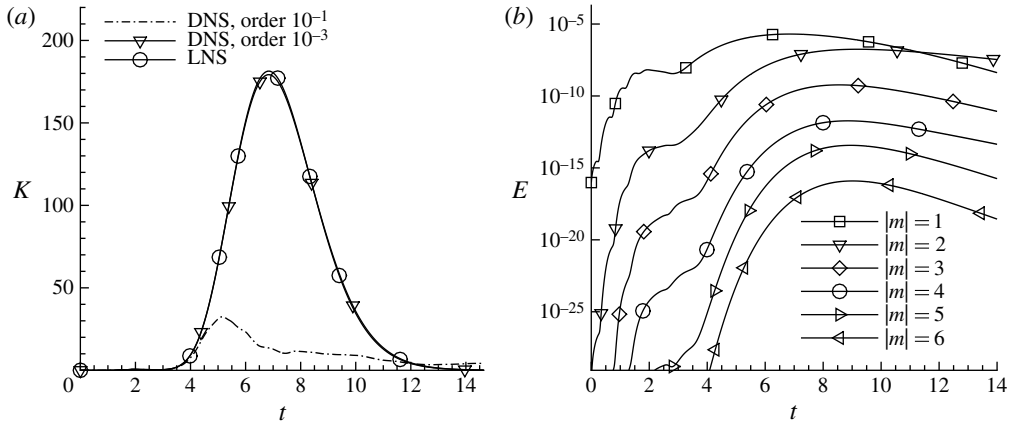 (a)
DNS, order 10⁻¹
DNS, order 10⁻³
LNS
200
150
K
100
50
0
0 2 4 6 8 10 12 14
t
(b)
10⁻⁵
10⁻¹⁰
10⁻¹⁵
E
10⁻²⁰
10⁻²⁵
|m| = 1
|m| = 2
|m| = 3
|m| = 4
|m| = 5
|m| = 6
0 2 4 6 8 10 12 14
t